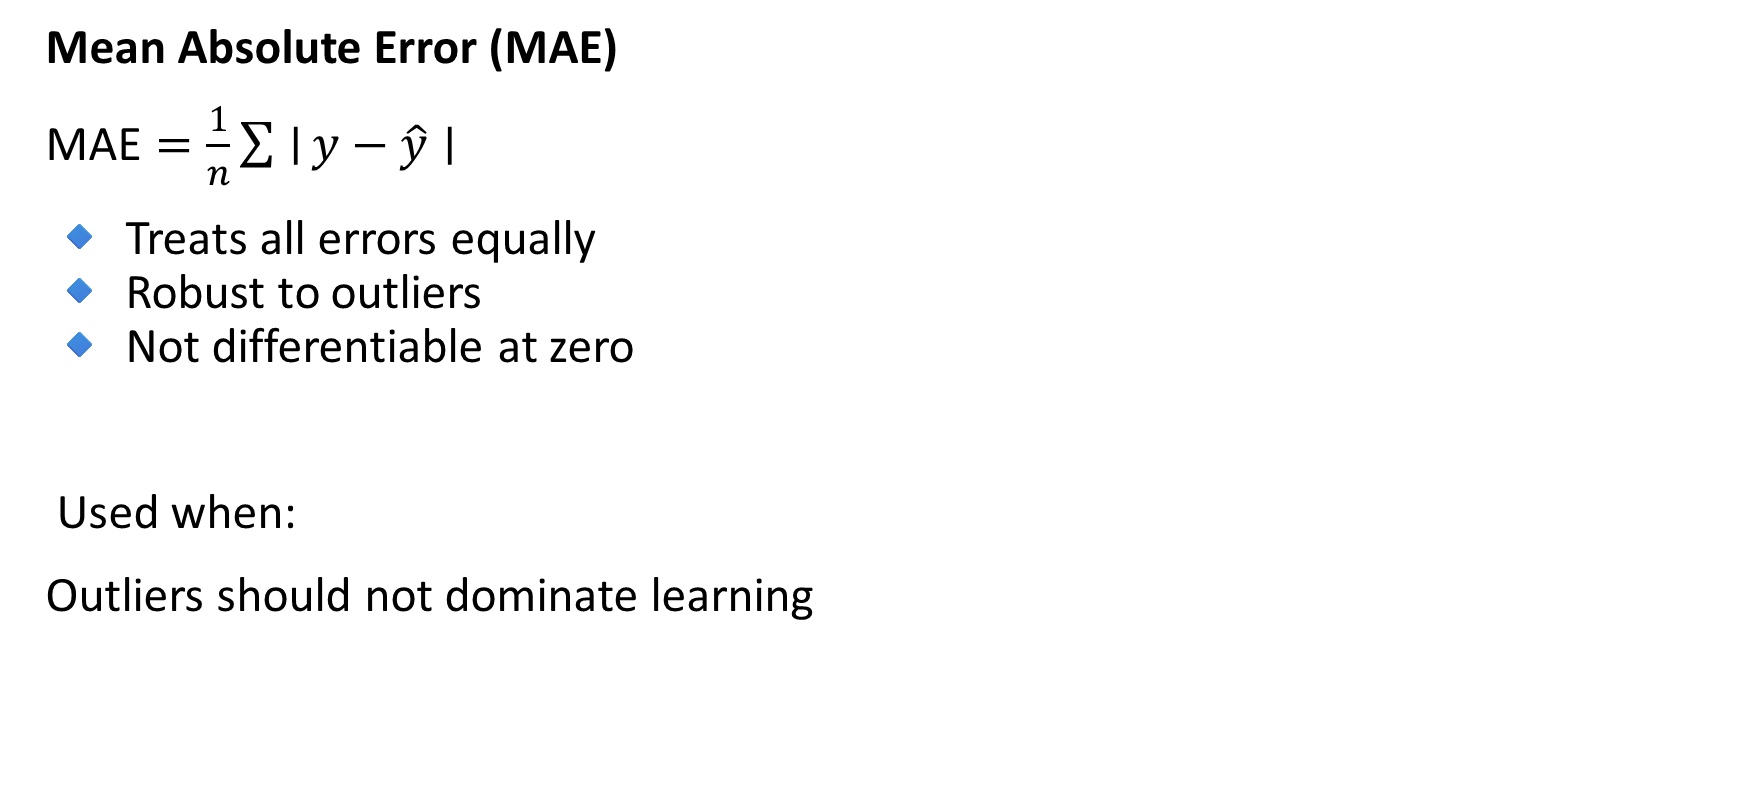 Mean Absolute Error (MAE)
MAE = 1/n ∑ | y − ŷ |
🔹 Treats all errors equally
🔹 Robust to outliers
🔹 Not differentiable at zero
Used when:
Outliers should not dominate learning